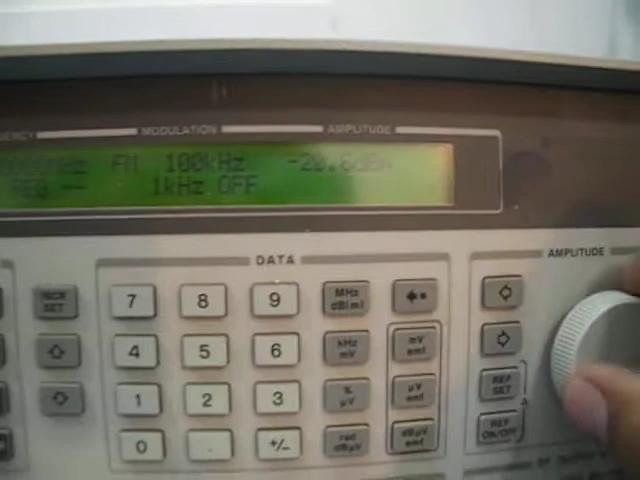 MODULATION AMPLITUDE
FM 100kHz
1kHz OFF
DATA
AMPLITUDE
INCR SET
7 8 9
MHz dB(m)
4 5 6
kHz mV
mV emf
1 2 3
% µV
µV emf
0 . +/-
rad dBµV
dBµV emf
REF SET
REF ON/OFF